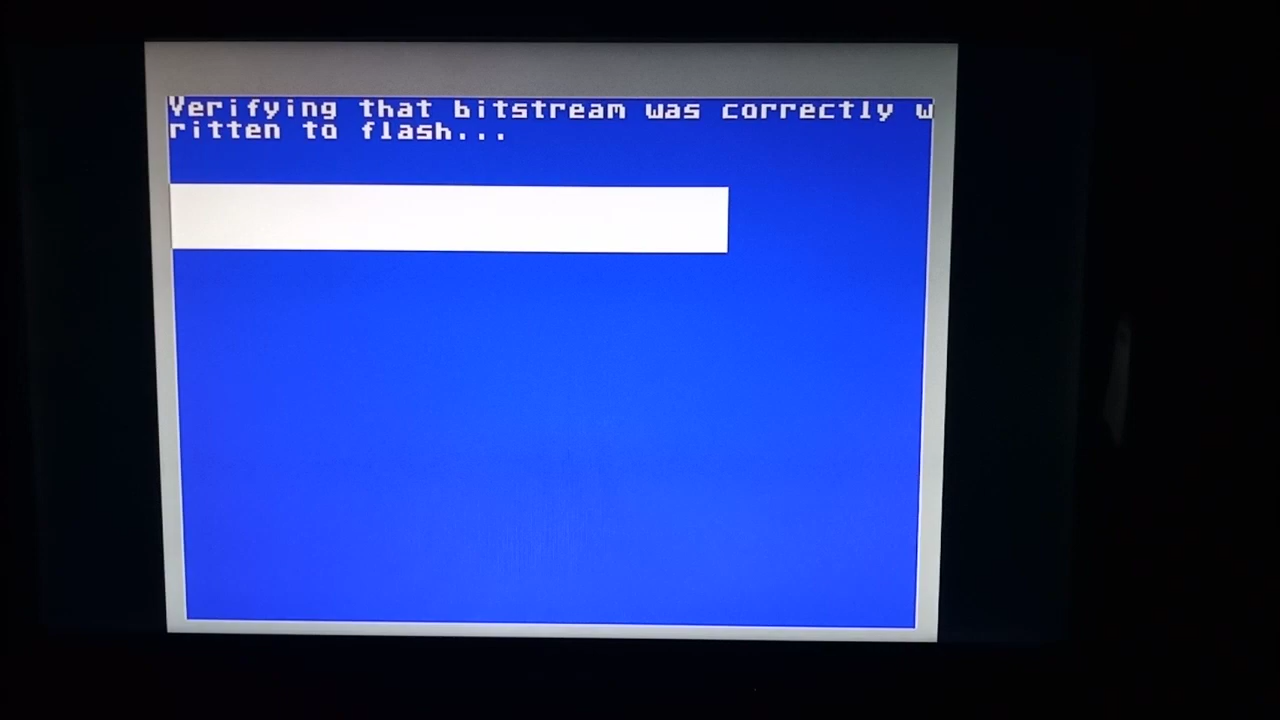 Verifying that bitstream was correctly w
ritten to flash...